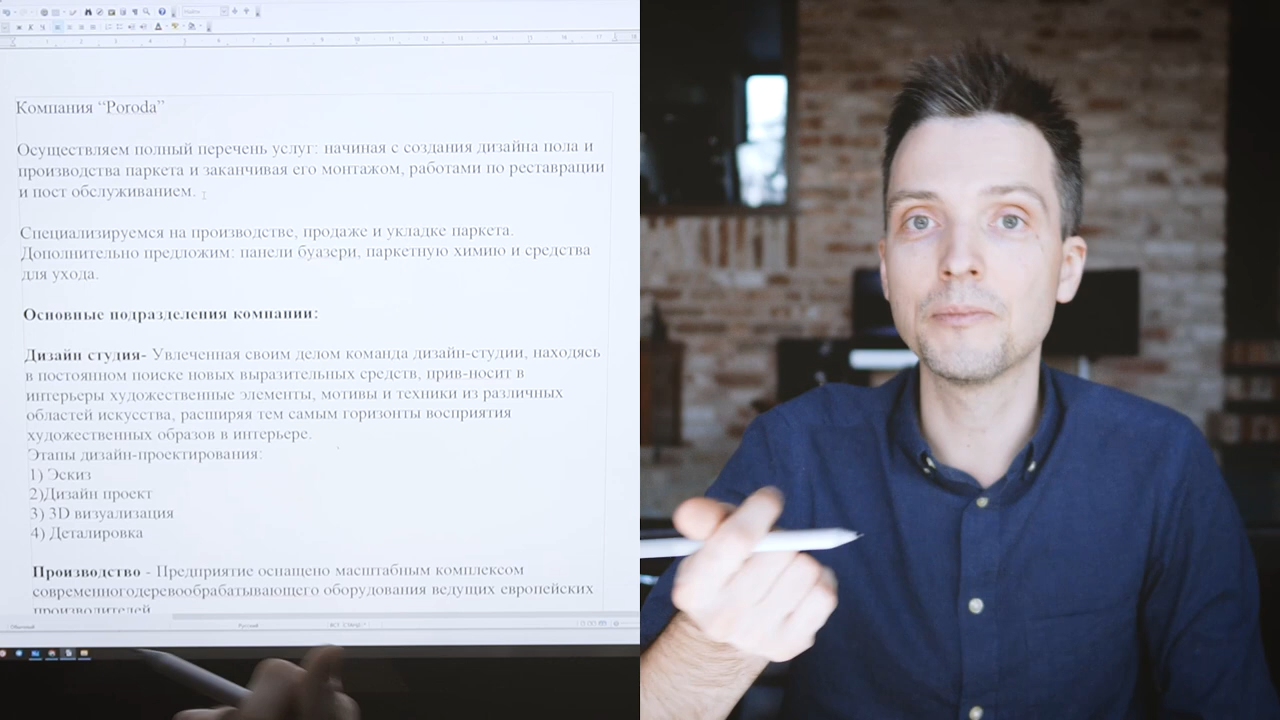 Компания “Poroda”
Осуществляем полный перечень услуг: начиная с создания дизайна пола и
производства паркета и заканчивая его монтажом, работами по реставрации
и пост обслуживанием.
Специализируемся на производстве, продаже и укладке паркета.
Дополнительно предложим: панели буазери, паркетную химию и средства
для ухода.
Основные подразделения компании:
Дизайн студия- Увлеченная своим делом команда дизайн-студии, находясь
в постоянном поиске новых выразительных средств, прив-носит в
интерьеры художественные элементы, мотивы и техники из различных
областей искусства, расширяя тем самым горизонты восприятия
художественных образов в интерьере.
Этапы дизайн-проектирования:
1) Эскиз
2)Дизайн проект
3) 3D визуализация
4) Деталировка
Производство - Предприятие оснащено масштабным комплексом
современногодеревообрабатывающего оборудования ведущих европейских
производителей